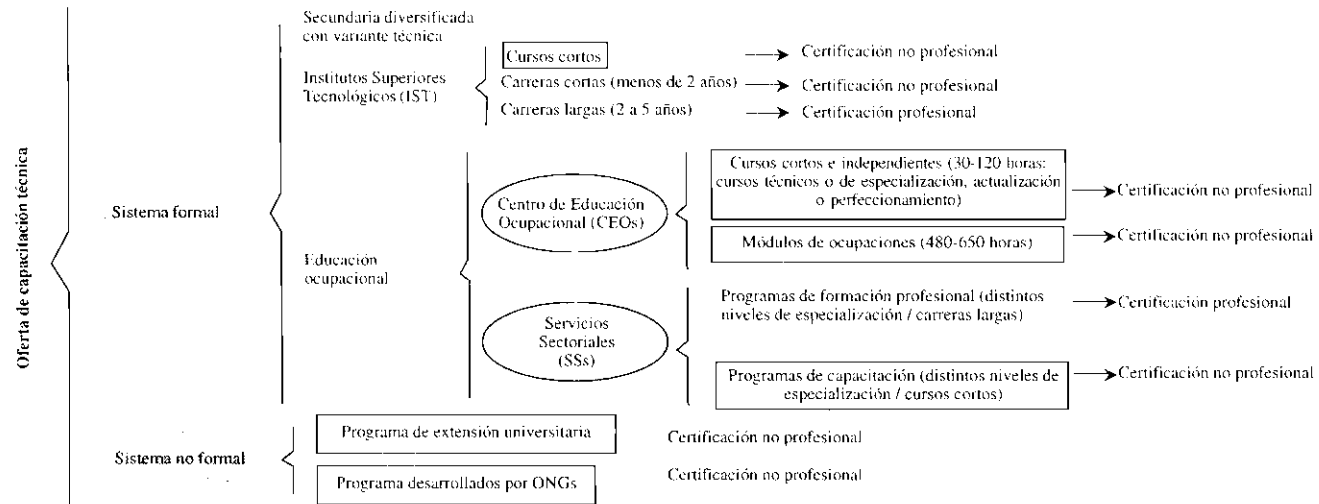 Oferta de capacitación técnica
Sistema formal
Secundaria diversificada
con variante técnica
Institutos Superiores
Tecnológicos (IST)
Cursos cortos
Certificación no profesional
Carreras cortas (menos de 2 años)
Certificación no profesional
Carreras largas (2 a 5 años)
Certificación profesional
Educación
ocupacional
Centro de Educación
Ocupacional (CEOs)
Cursos cortos e independientes (30-120 horas:
cursos técnicos o de especialización, actualización
o perfeccionamiento)
Certificación no profesional
Módulos de ocupaciones (480-650 horas)
Certificación no profesional
Servicios
Sectoriales
(SSs)
Programas de formación profesional (distintos
niveles de especialización / carreras largas)
Certificación profesional
Programas de capacitación (distintos niveles de
especialización / cursos cortos)
Certificación no profesional
Sistema no formal
Programa de extensión universitaria
Certificación no profesional
Programa desarrollados por ONGs
Certificación no profesional